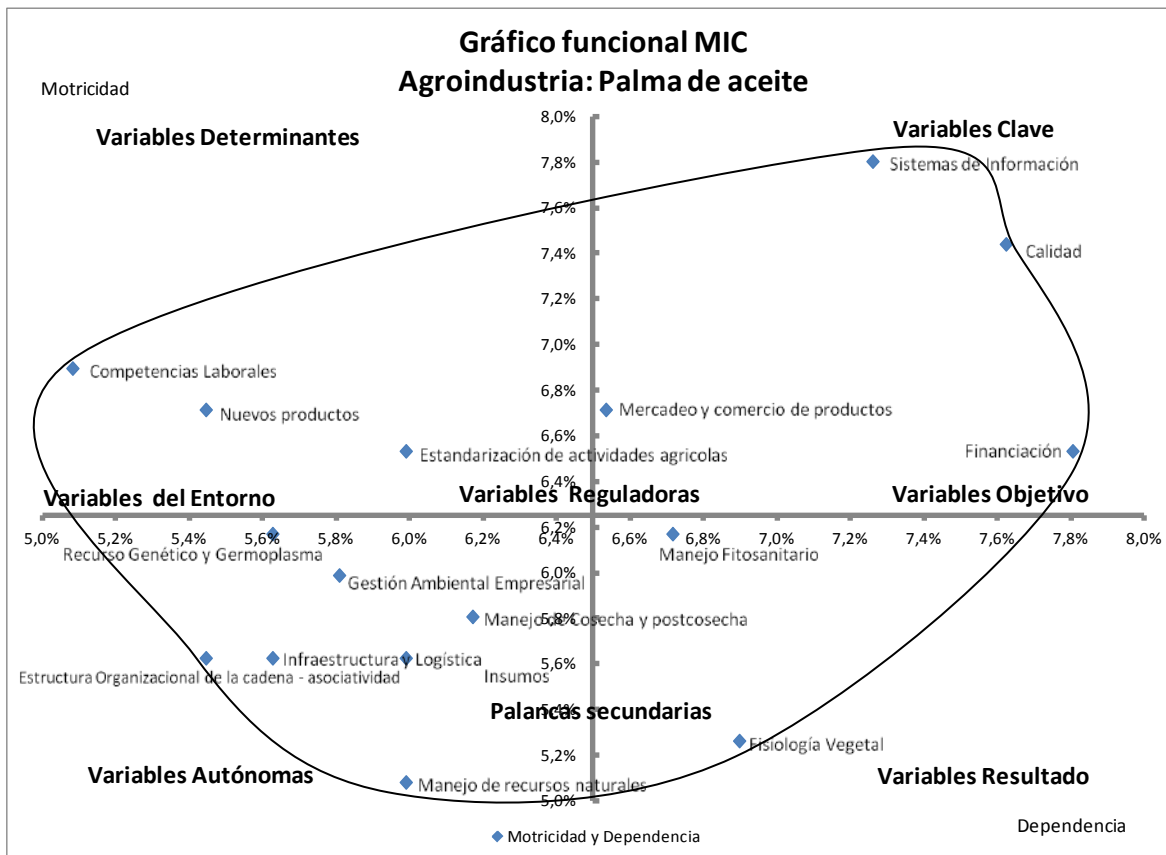 Gráfico funcional MIC
Agroindustria: Palma de aceite
Motricidad
8,0%
Variables Determinantes
Variables Clave
7,8%
Sistemas de Información
7,6%
7,4%
Calidad
7,2%
7,0%
Competencias Laborales
6,8%
Nuevos productos
Mercadeo y comercio de productos
6,6%
Estandarización de actividades agricolas
Financiación
6,4%
Variables del Entorno
Variables Reguladoras
Variables Objetivo
6,2%
5,0% 5,2% 5,4% 5,6% 5,8% 6,0% 6,2% 6,4% 6,6% 6,8% 7,0% 7,2% 7,4% 7,6% 7,8% 8,0%
Recurso Genético y Germoplasma
Manejo Fitosanitario
6,0%
Gestión Ambiental Empresarial
5,8%
Manejo de Cosecha y postcosecha
5,6%
Infraestructura y Logística
Estructura Organizacional de la cadena - asociatividad
Insumos
5,4%
Palancas secundarias
Fisiología Vegetal
5,2%
Variables Autónomas
Manejo de recursos naturales
Variables Resultado
5,0%
Dependencia
Motricidad y Dependencia